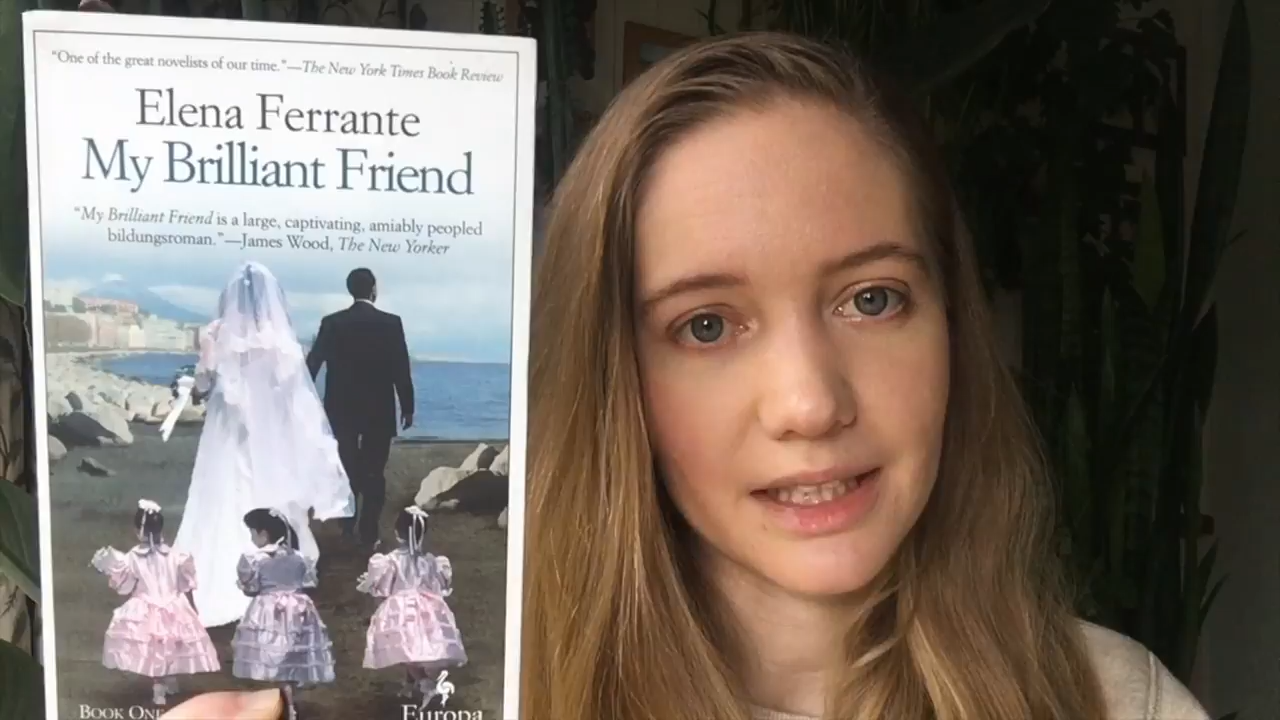 “One of the great novelists of our time.”—The New York Times Book Review
Elena Ferrante
My Brilliant Friend
“My Brilliant Friend is a large, captivating, amiably peopled
bildungsroman.”—James Wood, The New Yorker
BOOK ONE
Europa